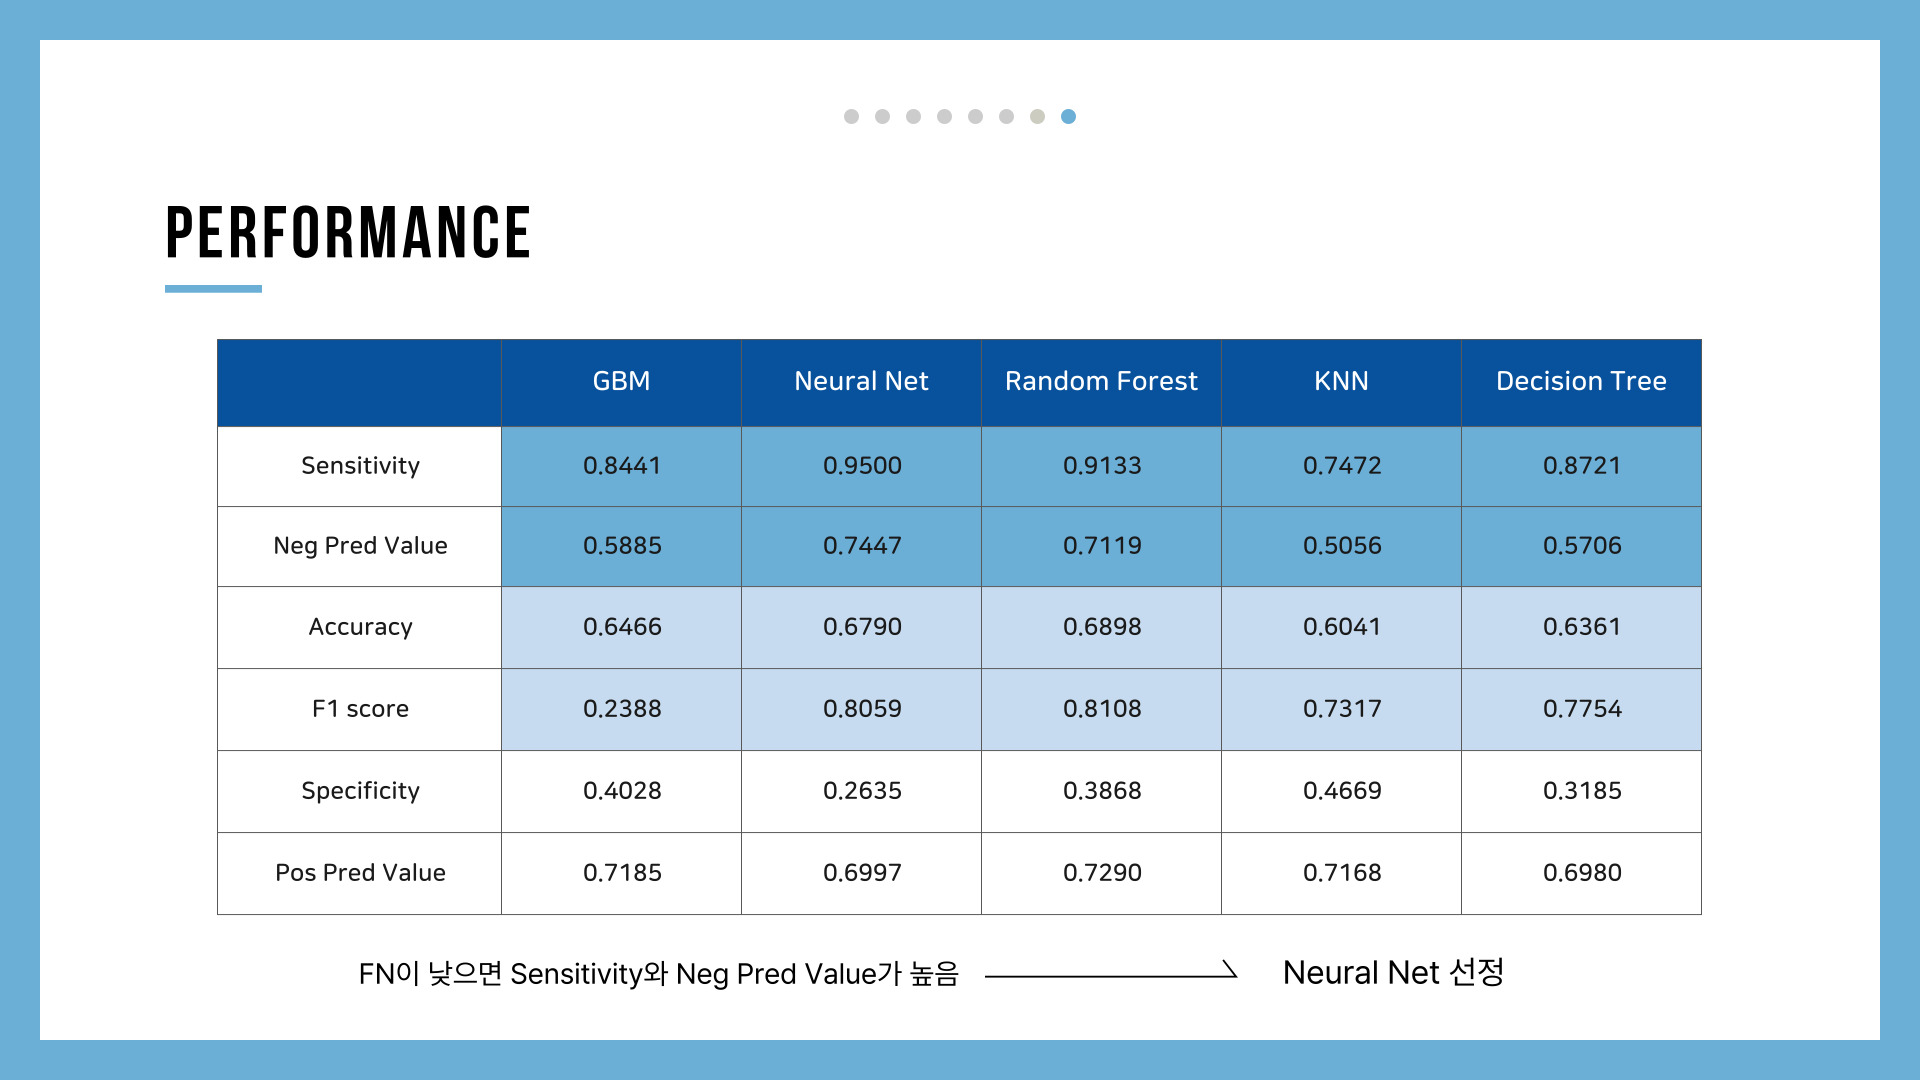 PERFORMANCE
GBM Neural Net Random Forest KNN Decision Tree
Sensitivity 0.8441 0.9500 0.9133 0.7472 0.8721
Neg Pred Value 0.5885 0.7447 0.7119 0.5056 0.5706
Accuracy 0.6466 0.6790 0.6898 0.6041 0.6361
F1 score 0.2388 0.8059 0.8108 0.7317 0.7754
Specificity 0.4028 0.2635 0.3868 0.4669 0.3185
Pos Pred Value 0.7185 0.6997 0.7290 0.7168 0.6980
FN이 낮으면 Sensitivity와 Neg Pred Value가 높음 Neural Net 선정